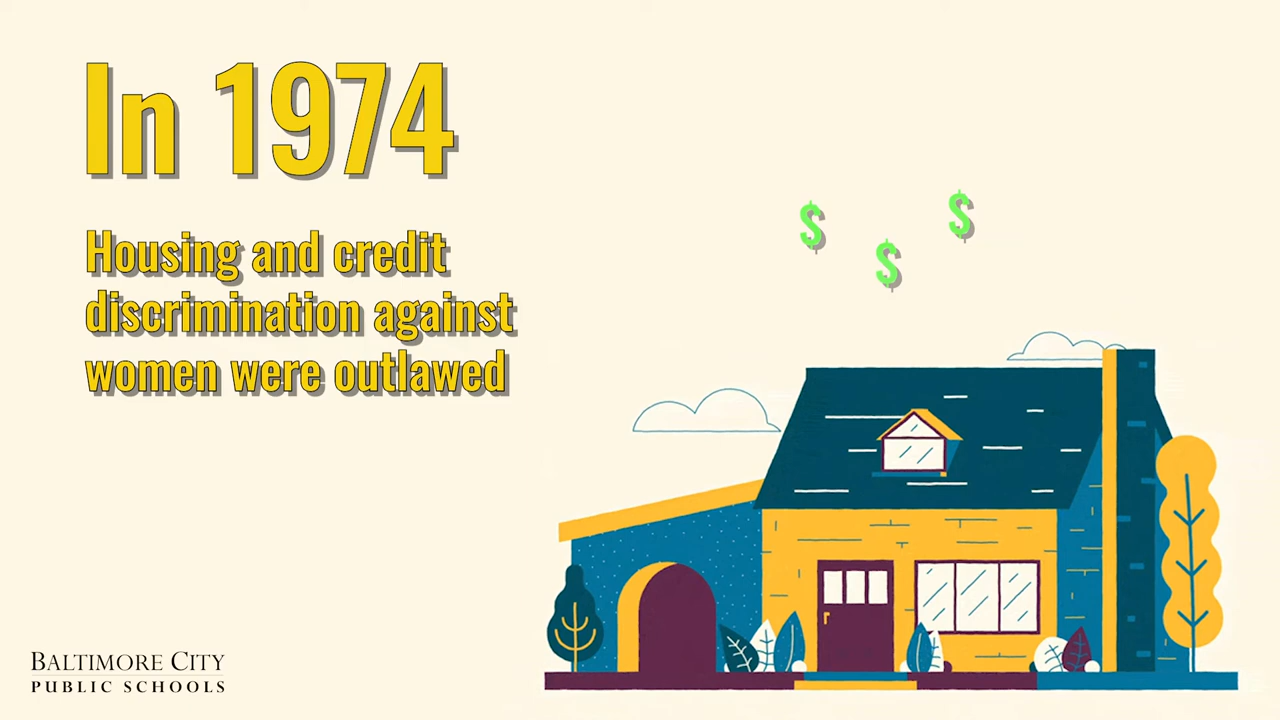 In 1974
Housing and credit
discrimination against
women were outlawed
$ $ $
BALTIMORE CITY
PUBLIC SCHOOLS